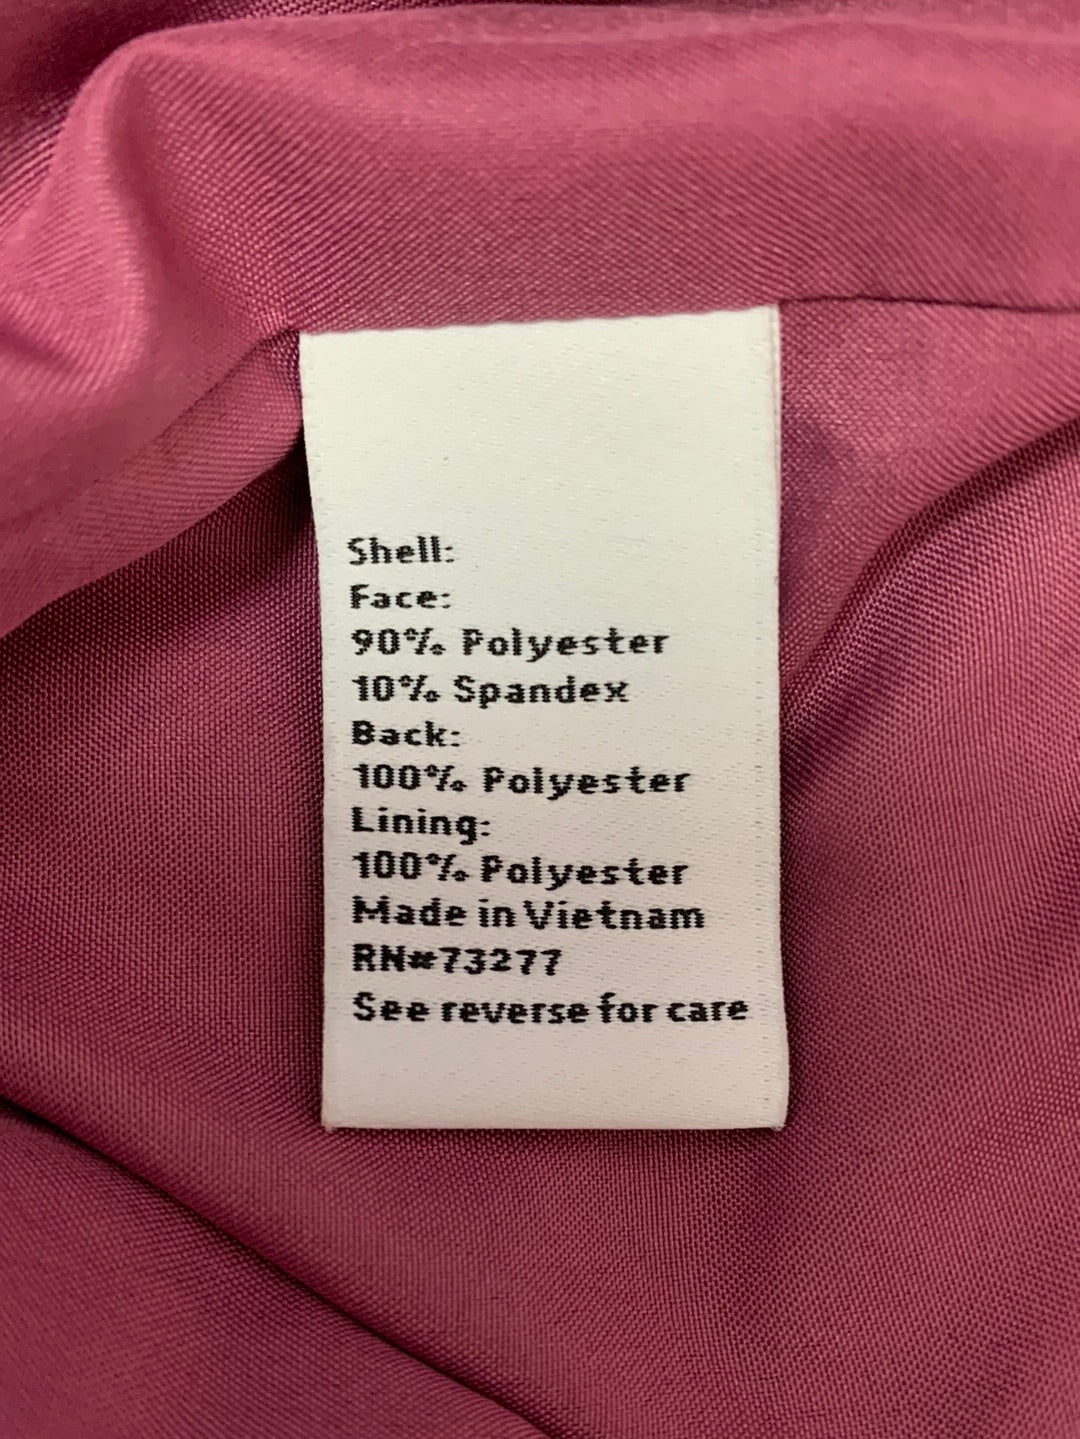 Shell:
Face:
90% Polyester
10% Spandex
Back:
100% Polyester
Lining:
100% Polyester
Made in Vietnam
RN#73277
See reverse for care